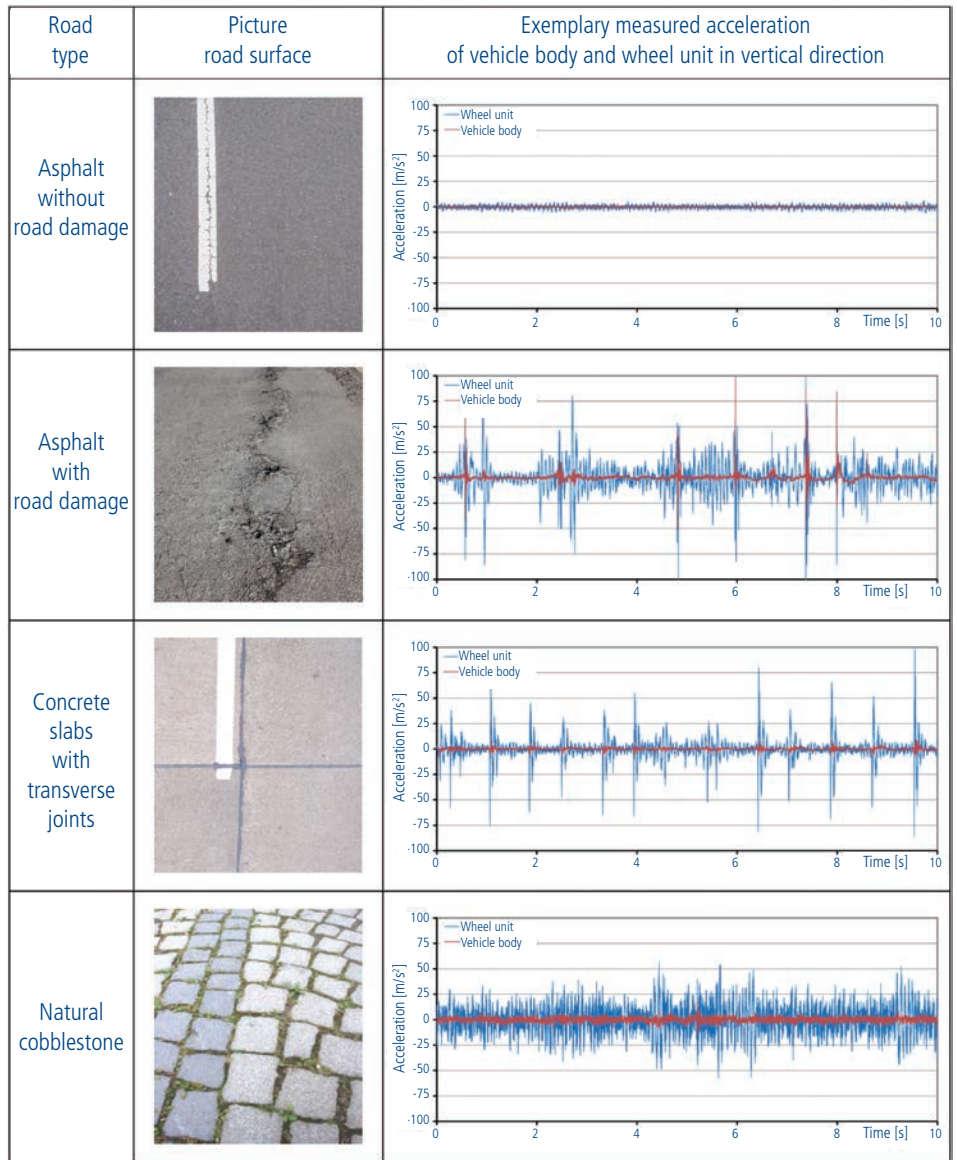 Road
type
Picture
road surface
Exemplary measured acceleration
of vehicle body and wheel unit in vertical direction
Asphalt
without
road damage
Acceleration [m/s²]
100
75
50
25
0
-25
-50
-75
-100
Wheel unit
Vehicle body
0 2 4 6 8 Time [s] 10
Asphalt
with
road damage
Acceleration [m/s²]
100
75
50
25
0
-25
-50
-75
-100
Wheel unit
Vehicle body
0 2 4 6 8 Time [s] 10
Concrete
slabs
with
transverse
joints
Acceleration [m/s²]
100
75
50
25
0
-25
-50
-75
-100
Wheel unit
Vehicle body
0 2 4 6 8 Time [s] 10
Natural
cobblestone
Acceleration [m/s²]
100
75
50
25
0
-25
-50
-75
-100
Wheel unit
Vehicle body
0 2 4 6 8 Time [s] 10